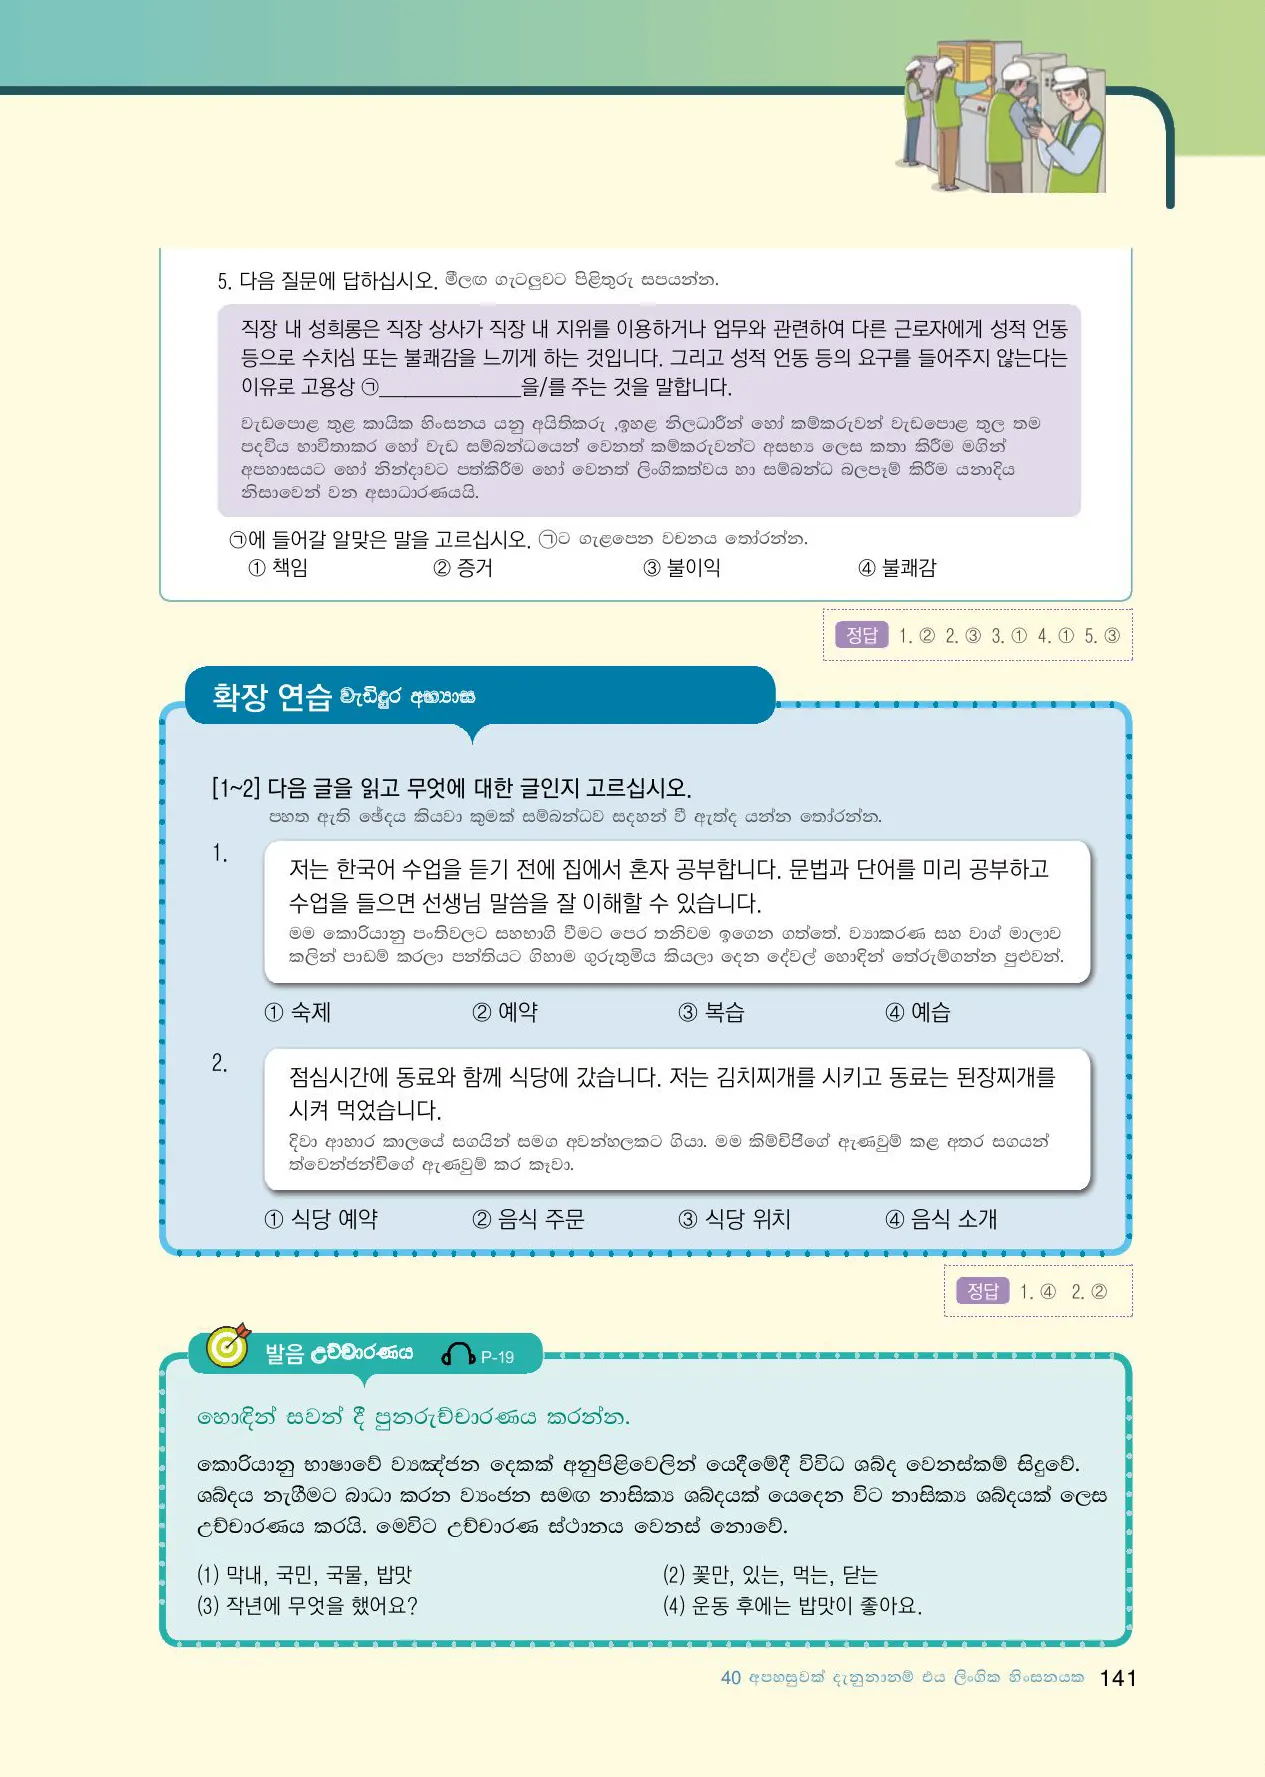 5. 다음 질문에 답하십시오. මීලඟ ගැටලුවට පිළිතුරු සපයන්න.
직장 내 성희롱은 직장 상사가 직장 내 지위를 이용하거나 업무와 관련하여 다른 근로자에게 성적 언동
등으로 수치심 또는 불쾌감을 느끼게 하는 것입니다. 그리고 성적 언동 등의 요구를 들어주지 않는다는
이유로 고용상 ㉠______________을/를 주는 것을 말합니다.
වැඩපොළ තුළ කායික හිංසනය යනු අයිතිකරු ,ඉහළ නිලධාරීන් හෝ කම්කරුවන් වැඩපොළ තුල තම
පදවිය භාවිතාකර හෝ වැඩ සම්බන්ධයෙන් වෙනත් කම්කරුවන්ට අසභ්‍ය ලෙස කතා කිරීම මගින්
අපහාසයට හෝ නින්දාවට පත්කිරීම හෝ වෙනත් ලිංගිකත්වය හා සම්බන්ධ බලපෑම් කිරීම යනාදිය
නිසාවෙන් වන අසාධාරණයයි.
㉠에 들어갈 알맞은 말을 고르십시오. ㉠ට ගැළපෙන වචනය තෝරන්න.
① 책임 ② 증거 ③ 불이익 ④ 불쾌감
정답 1. ② 2. ③ 3. ① 4. ① 5. ③
확장 연습 වැඩිදුර අභ්‍යාස
[1~2] 다음 글을 읽고 무엇에 대한 글인지 고르십시오.
පහත ඇති ඡේදය කියවා කුමක් සම්බන්ධව සදහන් වී ඇත්ද යන්න තෝරන්න.
1.
저는 한국어 수업을 듣기 전에 집에서 혼자 공부합니다. 문법과 단어를 미리 공부하고
수업을 들으면 선생님 말씀을 잘 이해할 수 있습니다.
මම කොරියානු පංතිවලට සහභාගි වීමට පෙර තනිවම ඉගෙන ගත්තේ. ව්‍යාකරණ සහ වාග් මාලාව
කලින් පාඩම් කරලා පන්තියට ගිහාම ගුරුතුමිය කියලා දෙන දේවල් හොඳින් තේරුම්ගන්න පුළුවන්.
① 숙제 ② 예약 ③ 복습 ④ 예습
2.
점심시간에 동료와 함께 식당에 갔습니다. 저는 김치찌개를 시키고 동료는 된장찌개를
시켜 먹었습니다.
දිවා ආහාර කාලයේ සගයින් සමග අවන්හලකට ගියා. මම කිම්චිජිගේ ඇණවුම් කළ අතර සගයන්
ත්වෙන්ජන්චිගේ ඇණවුම් කර කෑවා.
① 식당 예약 ② 음식 주문 ③ 식당 위치 ④ 음식 소개
정답 1. ④ 2. ②
발음 උච්චාරණය P-19
හොඳින් සවන් දී පුනරුච්චාරණය කරන්න.
කොරියානු භාෂාවේ ව්‍යඤ්ජන දෙකක් අනුපිළිවෙලින් යෙදීමේදී විවිධ ශබ්ද වෙනස්කම් සිදුවේ.
ශබ්දය නැගීමට බාධා කරන ව්‍යංජන සමඟ නාසික්‍ය ශබ්දයක් යෙදෙන විට නාසික්‍ය ශබ්දයක් ලෙස
උච්චාරණය කරයි. මෙවිට උච්චාරණ ස්ථානය වෙනස් නොවේ.
(1) 막내, 국민, 국물, 밥맛 (2) 꽃만, 있는, 먹는, 닫는
(3) 작년에 무엇을 했어요? (4) 운동 후에는 밥맛이 좋아요.
40 අපහසුවක් දැනුනානම් එය ලිංගික හිංසනයක 141